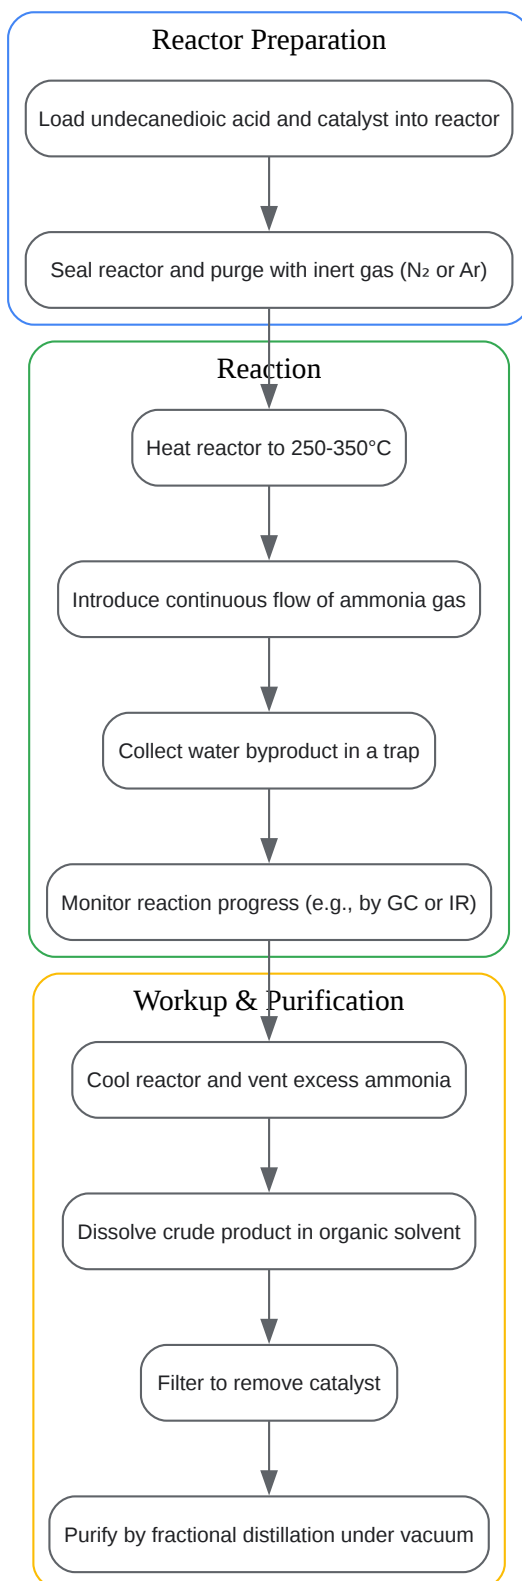 Reactor Preparation
Load undecanedioic acid and catalyst into reactor
Seal reactor and purge with inert gas (N₂ or Ar)
Reaction
Heat reactor to 250-350°C
Introduce continuous flow of ammonia gas
Collect water byproduct in a trap
Monitor reaction progress (e.g., by GC or IR)
Workup & Purification
Cool reactor and vent excess ammonia
Dissolve crude product in organic solvent
Filter to remove catalyst
Purify by fractional distillation under vacuum